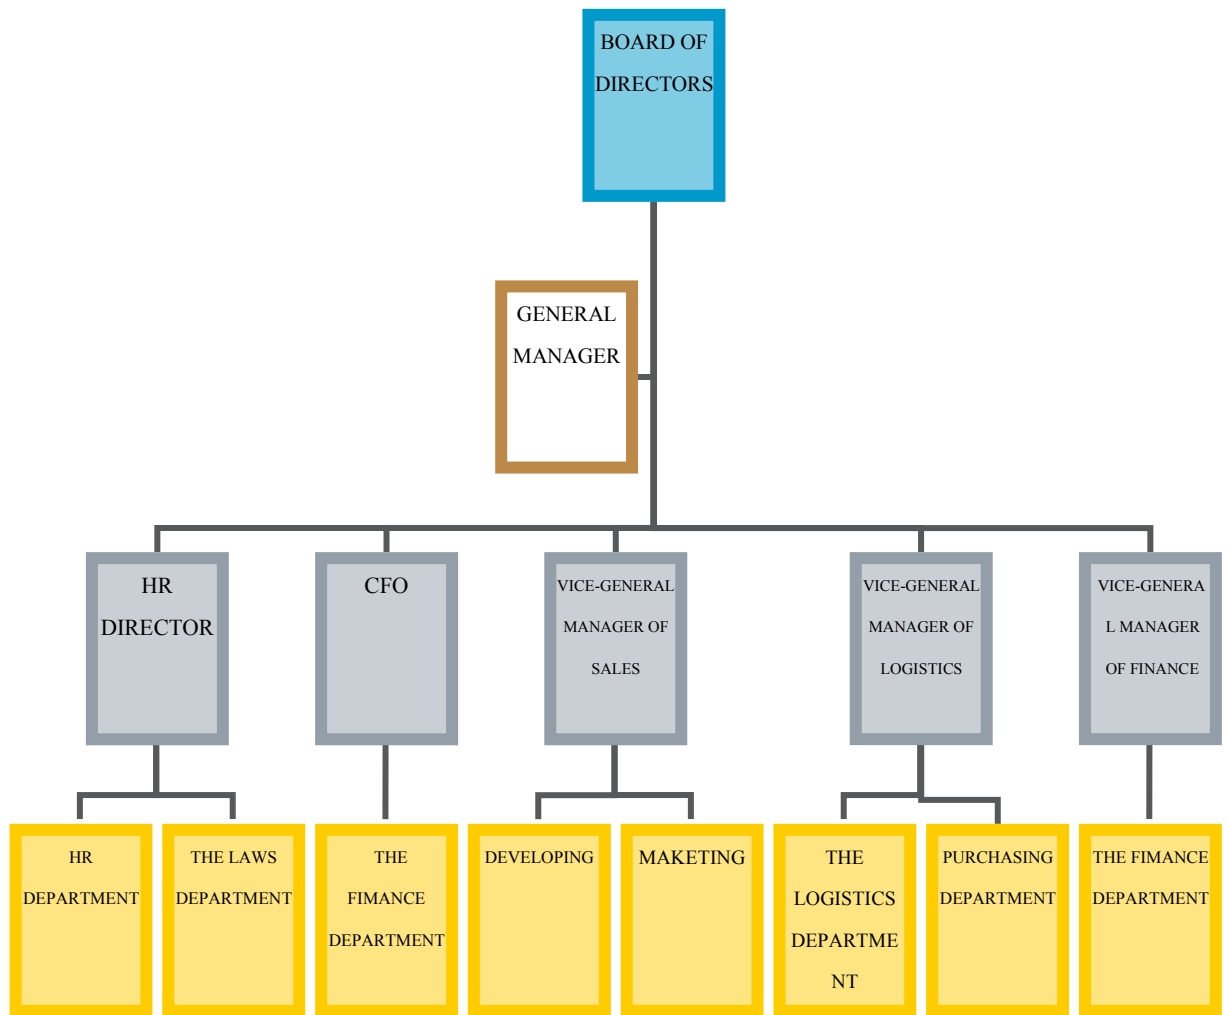 BOARD OF
DIRECTORS
GENERAL
MANAGER
HR
DIRECTOR
CFO
VICE-GENERAL
MANAGER OF
SALES
VICE-GENERAL
MANAGER OF
LOGISTICS
VICE-GENERA
L MANAGER
OF FINANCE
HR
DEPARTMENT
THE LAWS
DEPARTMENT
THE
FIMANCE
DEPARTMENT
DEVELOPING
MAKETING
THE
LOGISTICS
DEPARTME
NT
PURCHASING
DEPARTMENT
THE FIMANCE
DEPARTMENT